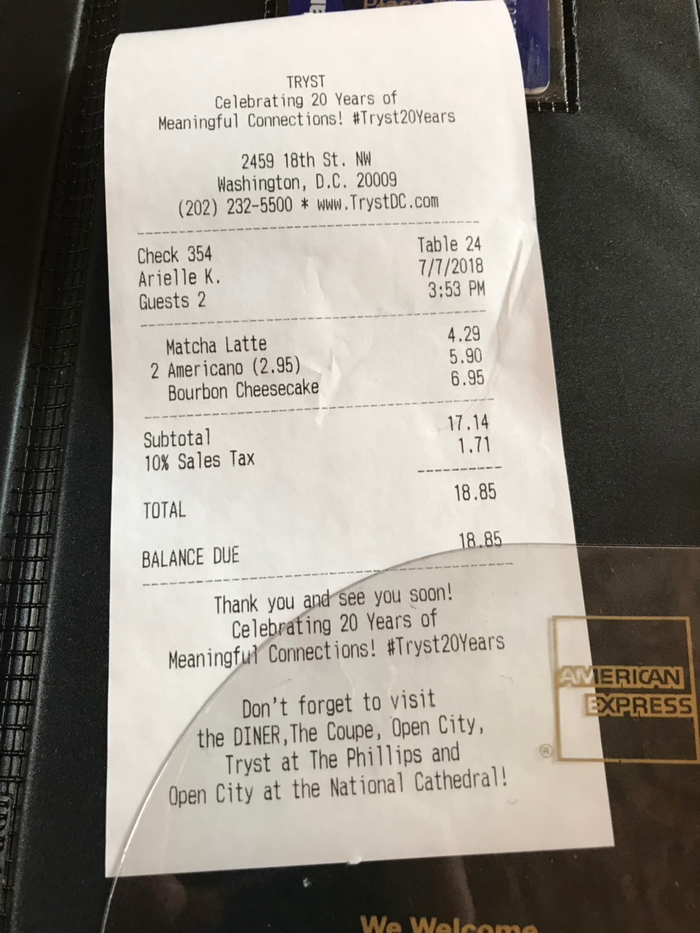 TRYST
Celebrating 20 Years of
Meaningful Connections! #Tryst20Years
2459 18th St. NW
Washington, D.C. 20009
(202) 232-5500 * www.TrystDC.com
Check 354 Table 24
Arielle K. 7/7/2018
Guests 2 3:53 PM
Matcha Latte 4.29
2 Americano (2.95) 5.90
Bourbon Cheesecake 6.95
Subtotal 17.14
10% Sales Tax 1.71
TOTAL 18.85
BALANCE DUE 18.85
Thank you and see you soon!
Celebrating 20 Years of
Meaningful Connections! #Tryst20Years
Don't forget to visit
the DINER,The Coupe, Open City,
Tryst at The Phillips and
Open City at the National Cathedral!
AMERICAN
EXPRESS
®
We Welcome